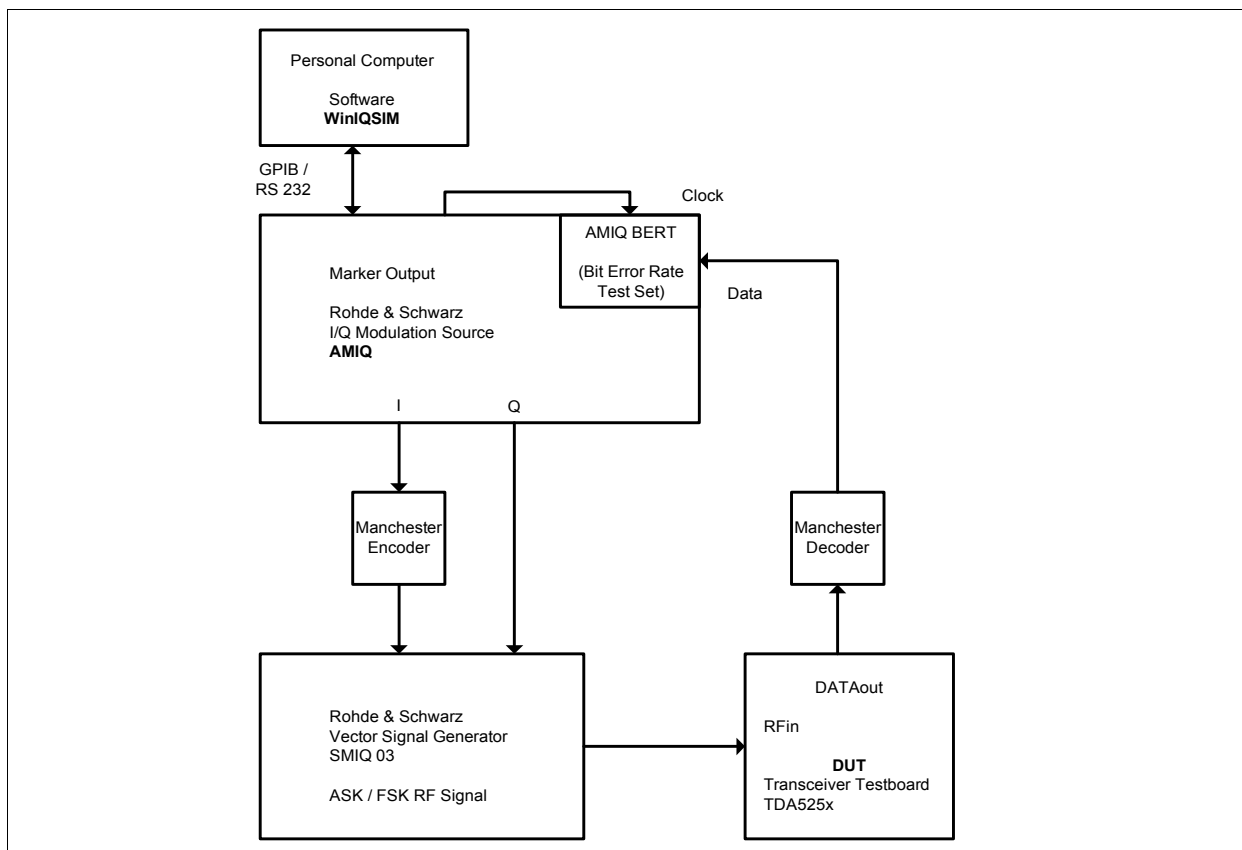 Personal Computer
Software
WinIQSIM
GPIB /
RS 232
Clock
AMIQ BERT
(Bit Error Rate
Test Set)
Marker Output
Rohde & Schwarz
I/Q Modulation Source
AMIQ
Data
I
Q
Manchester
Encoder
Manchester
Decoder
Rohde & Schwarz
Vector Signal Generator
SMIQ 03
ASK / FSK RF Signal
DATAout
RFin
DUT
Transceiver Testboard
TDA525x